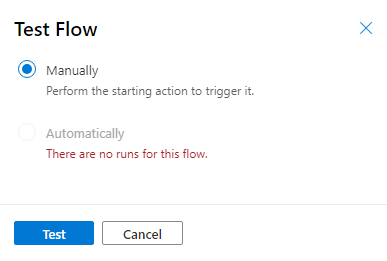 Test Flow
Manually
Perform the starting action to trigger it.
Automatically
There are no runs for this flow.
Test
Cancel